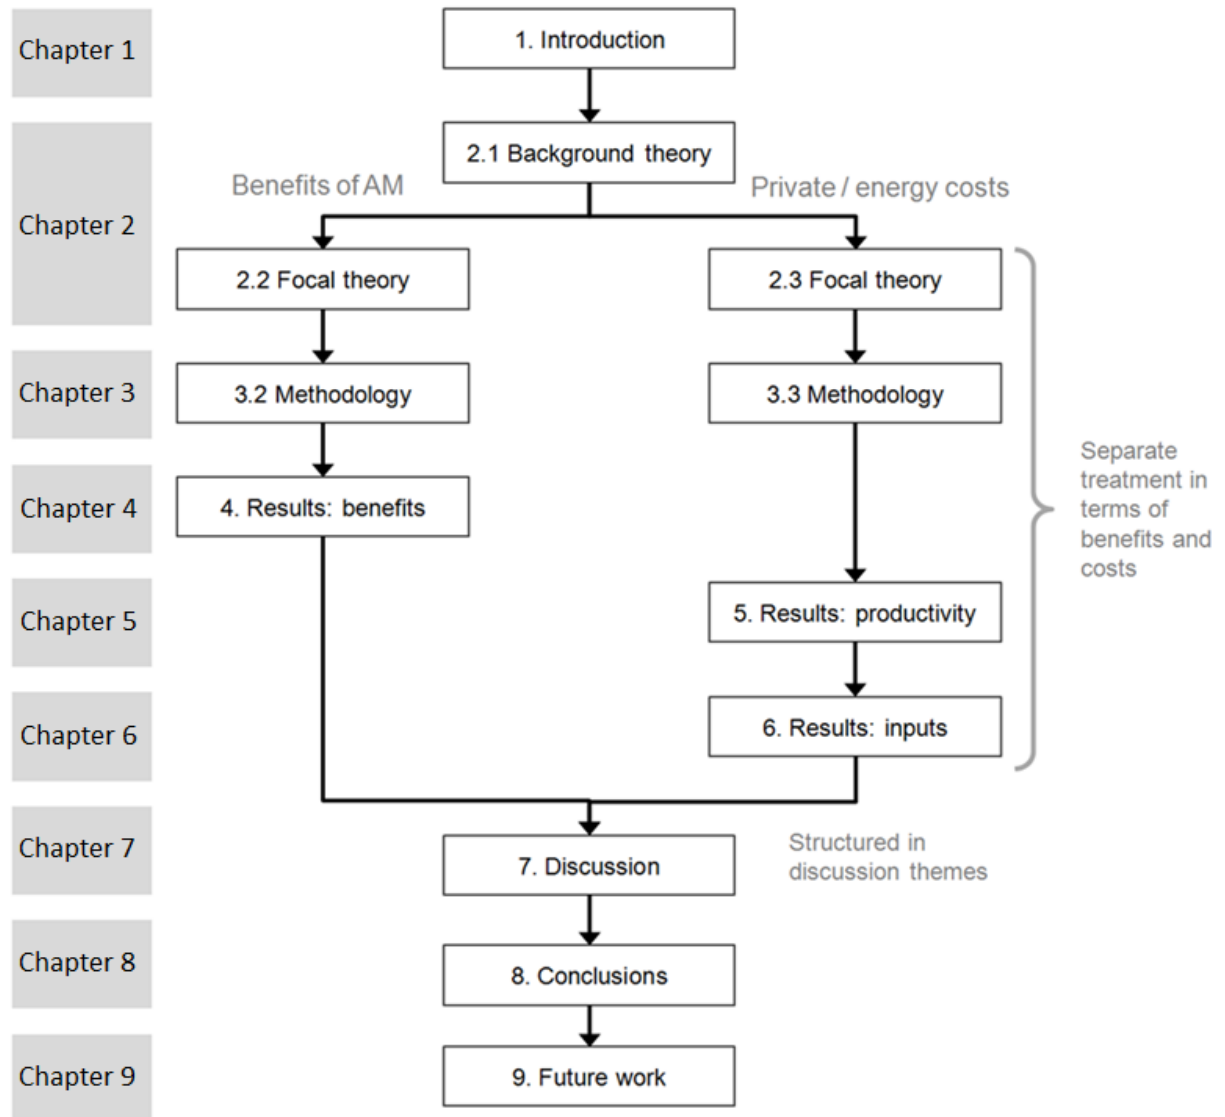 Chapter 1
1. Introduction
Chapter 2
2.1 Background theory
Benefits of AM
Private / energy costs
2.2 Focal theory
2.3 Focal theory
Chapter 3
3.2 Methodology
3.3 Methodology
Separate
treatment in
terms of
benefits and
costs
Chapter 4
4. Results: benefits
Chapter 5
5. Results: productivity
Chapter 6
6. Results: inputs
Chapter 7
7. Discussion
Structured in
discussion themes
Chapter 8
8. Conclusions
Chapter 9
9. Future work